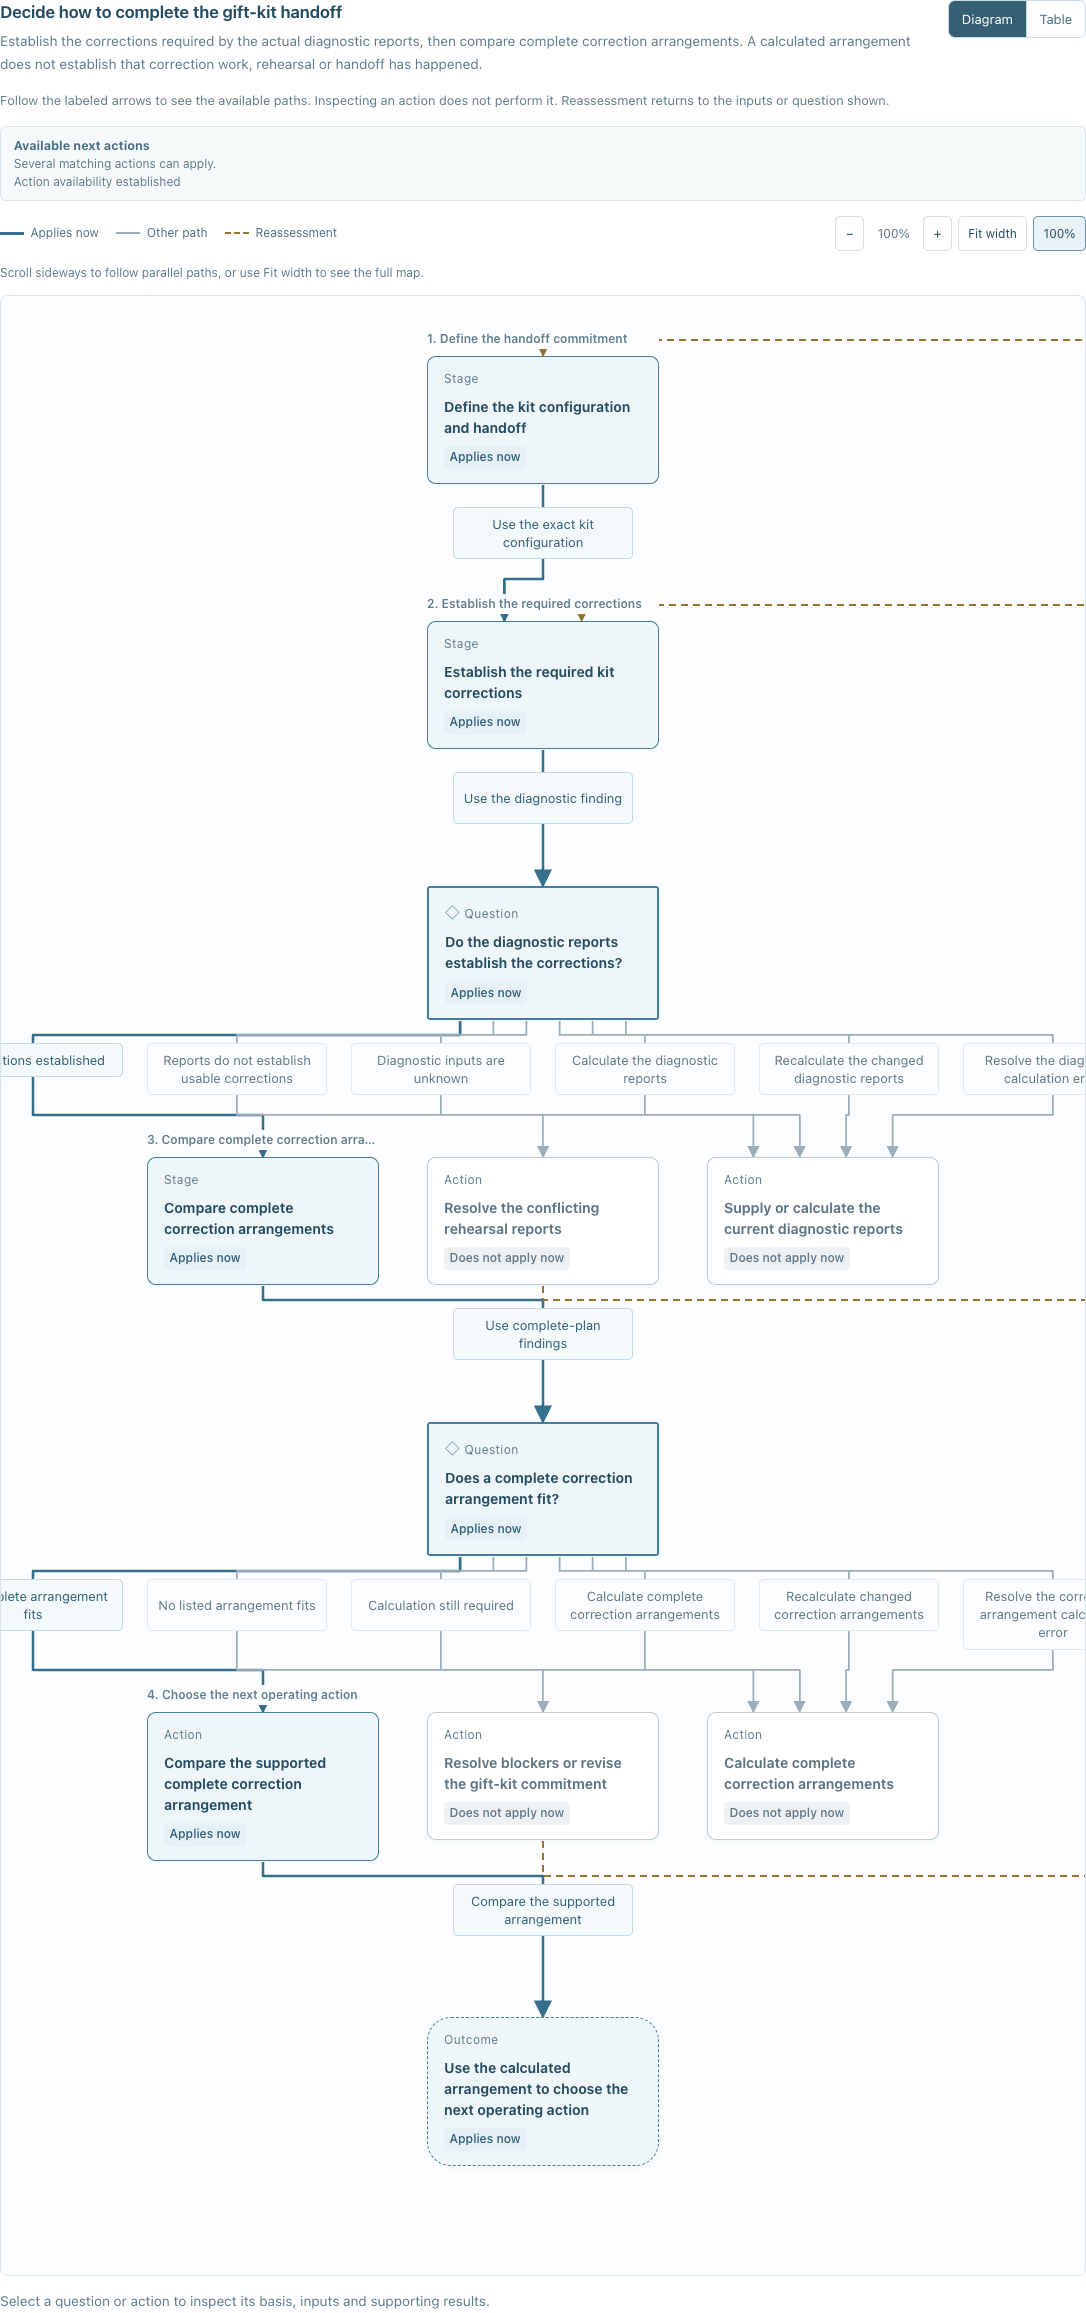 Decide how to complete the gift-kit handoff
Diagram
Table
Establish the corrections required by the actual diagnostic reports, then compare complete correction arrangements. A calculated arrangement
does not establish that correction work, rehearsal or handoff has happened.
Follow the labeled arrows to see the available paths. Inspecting an action does not perform it. Reassessment returns to the inputs or question shown.
Available next actions
Several matching actions can apply.
Action availability established
Applies now
Other path
Reassessment
−
100%
+
Fit width
100%
Scroll sideways to follow parallel paths, or use Fit width to see the full map.
1. Define the handoff commitment
Stage
Define the kit configuration
and handoff
Applies now
Use the exact kit
configuration
2. Establish the required corrections
Stage
Establish the required kit
corrections
Applies now
Use the diagnostic finding
Question
Do the diagnostic reports
establish the corrections?
Applies now
tions established
Reports do not establish
usable corrections
Diagnostic inputs are
unknown
Calculate the diagnostic
reports
Recalculate the changed
diagnostic reports
Resolve the diag
calculation er
3. Compare complete correction arra...
Stage
Compare complete
correction arrangements
Applies now
Action
Resolve the conflicting
rehearsal reports
Does not apply now
Action
Supply or calculate the
current diagnostic reports
Does not apply now
Use complete-plan
findings
Question
Does a complete correction
arrangement fit?
Applies now
plete arrangement
fits
No listed arrangement fits
Calculation still required
Calculate complete
correction arrangements
Recalculate changed
correction arrangements
Resolve the corre
arrangement calc
error
4. Choose the next operating action
Action
Compare the supported
complete correction
arrangement
Applies now
Action
Resolve blockers or revise
the gift-kit commitment
Does not apply now
Action
Calculate complete
correction arrangements
Does not apply now
Compare the supported
arrangement
Outcome
Use the calculated
arrangement to choose the
next operating action
Applies now
Select a question or action to inspect its basis, inputs and supporting results.